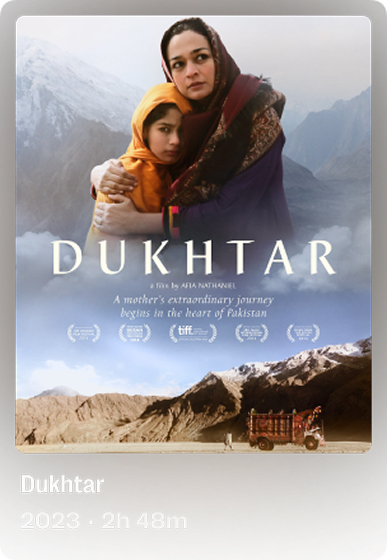 DUKHTAR
a film by AFIA NATHANIEL
A mother's extraordinary journey
begins in the heart of Pakistan
tiff.
Dukhtar
2023 · 2h 48m